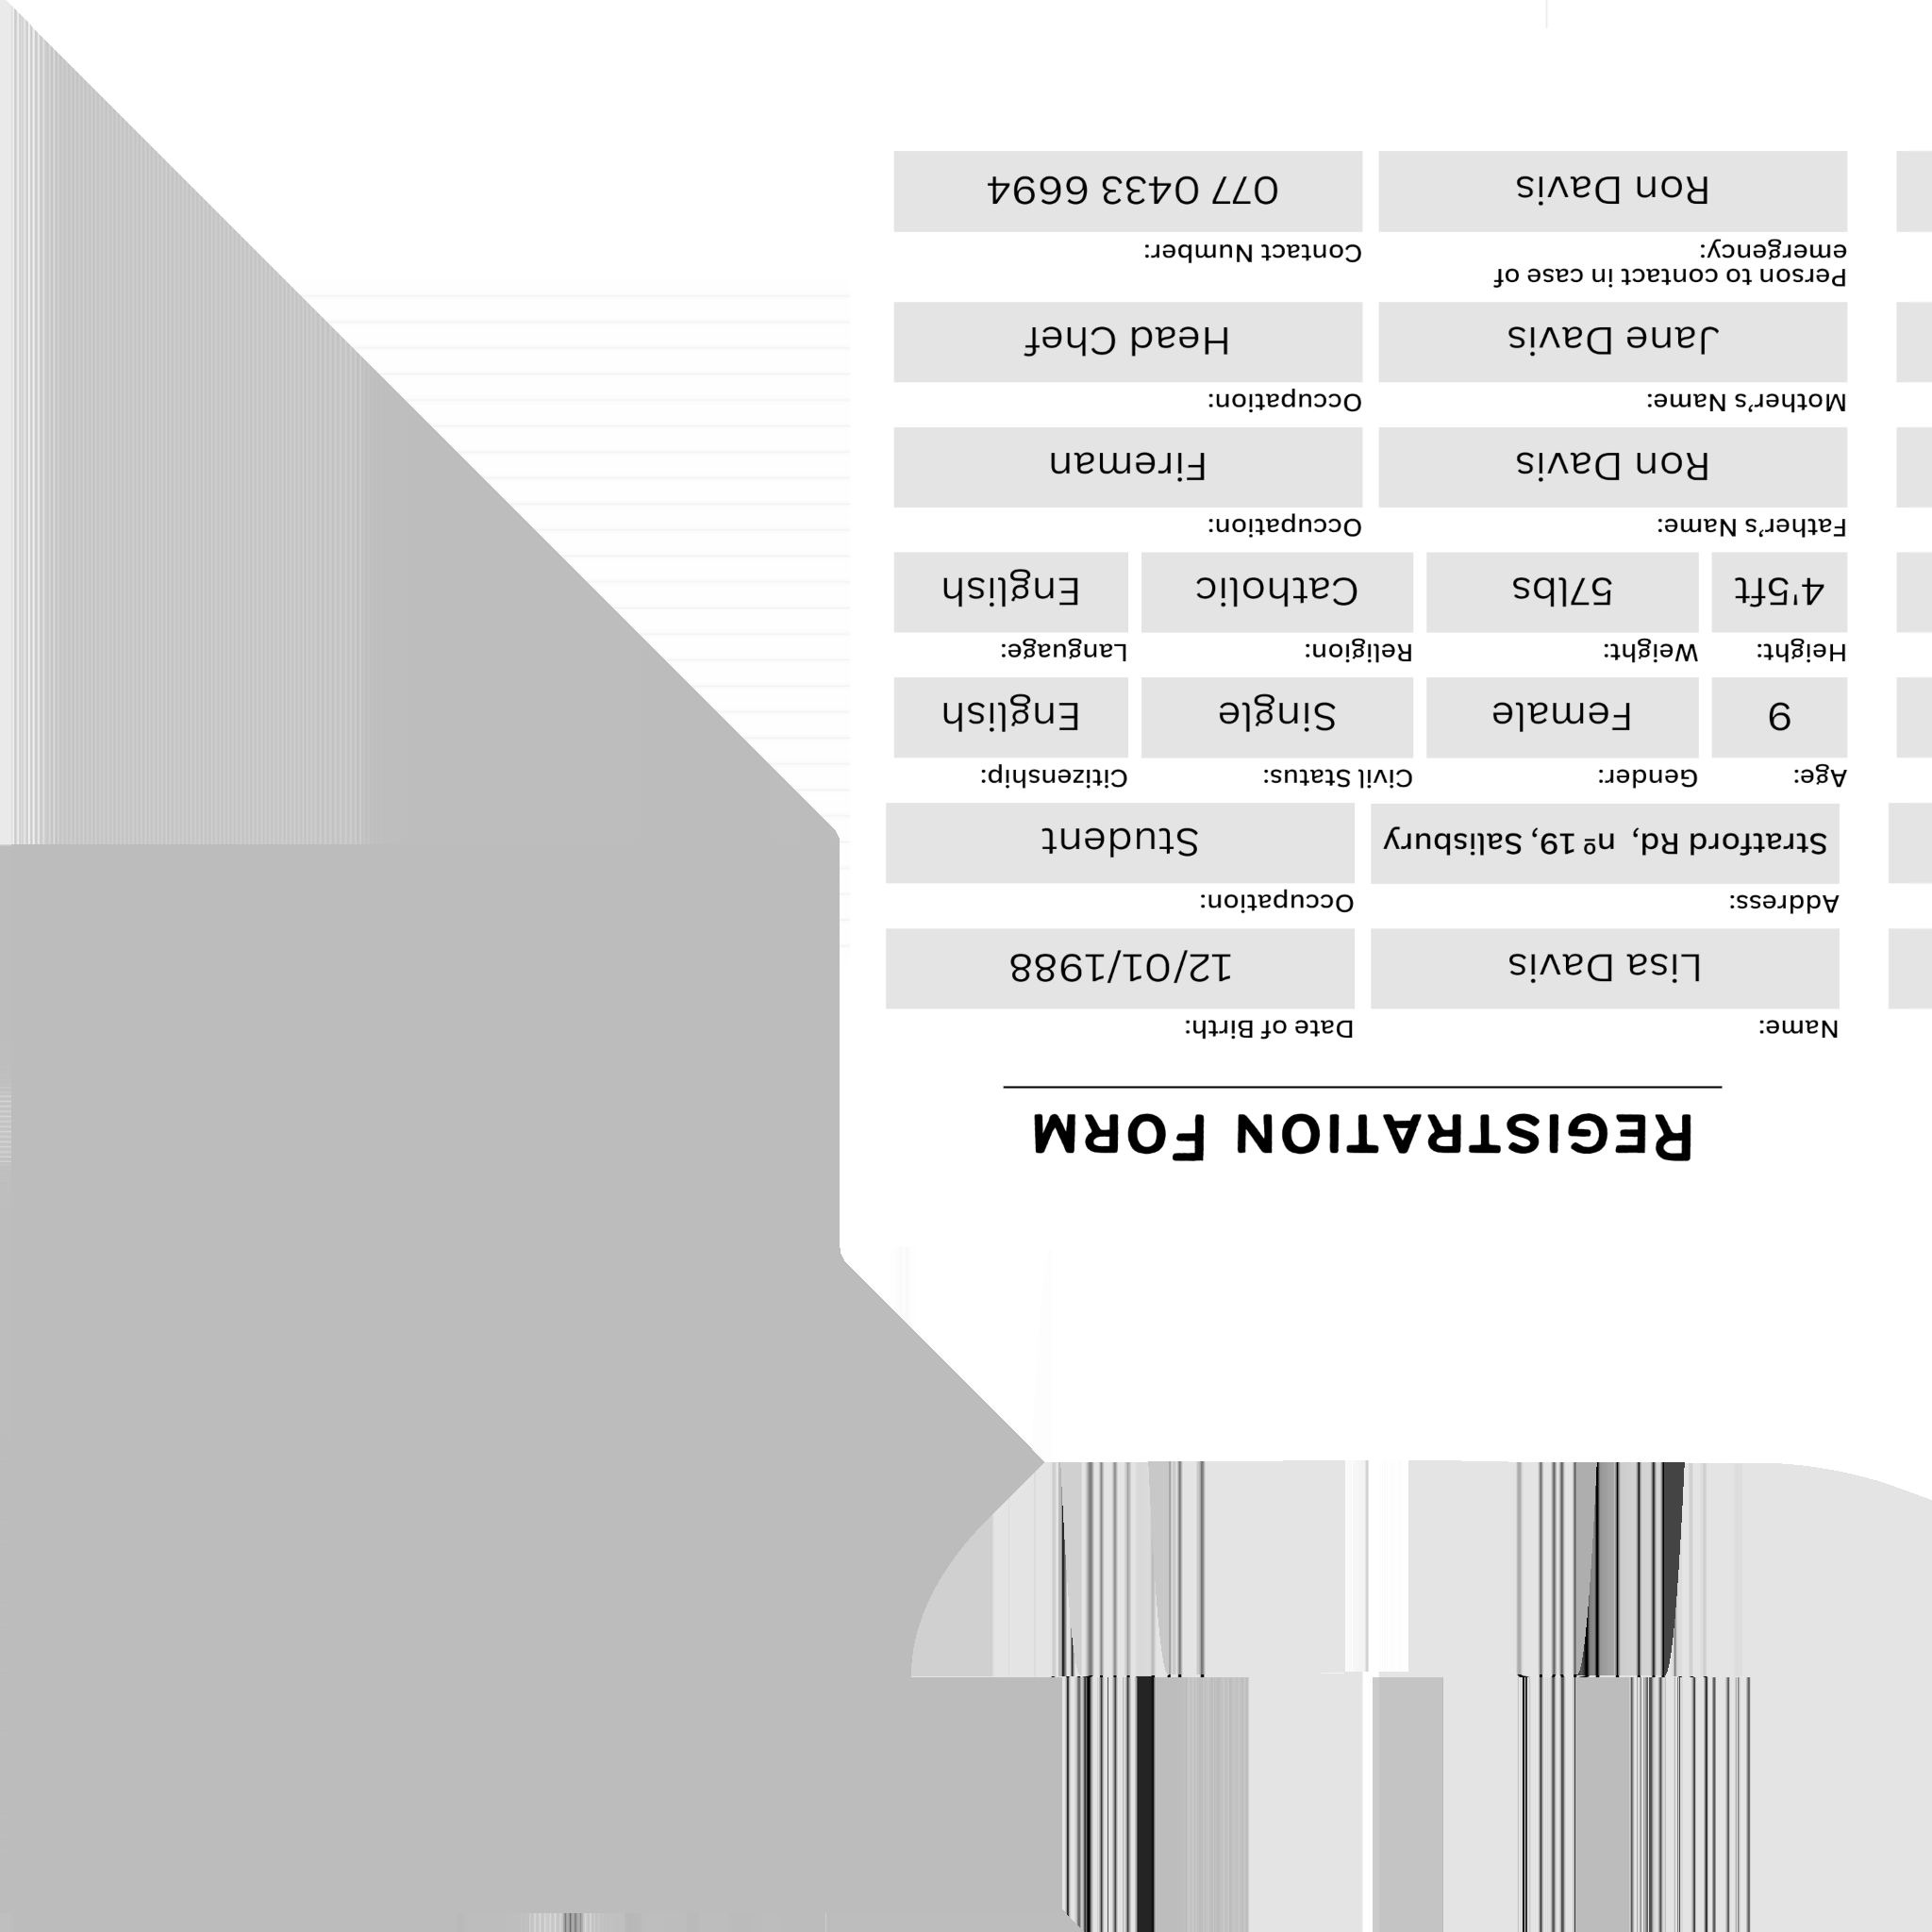 REGISTRATION FORM
Name: Date of Birth:
Lisa Davis 12/01/1988
Address: Occupation:
Stratford Rd, nº 19, Salisbury Student
Age: Gender: Civil Status: Citizenship:
9 Female Single English
Height: Weight: Religion: Language:
4'5ft 57lbs Catholic English
Father's Name: Occupation:
Ron Davis Fireman
Mother's Name: Occupation:
Jane Davis Head Chef
Person to contact in case of
emergency: Contact Number:
Ron Davis 077 0433 6694